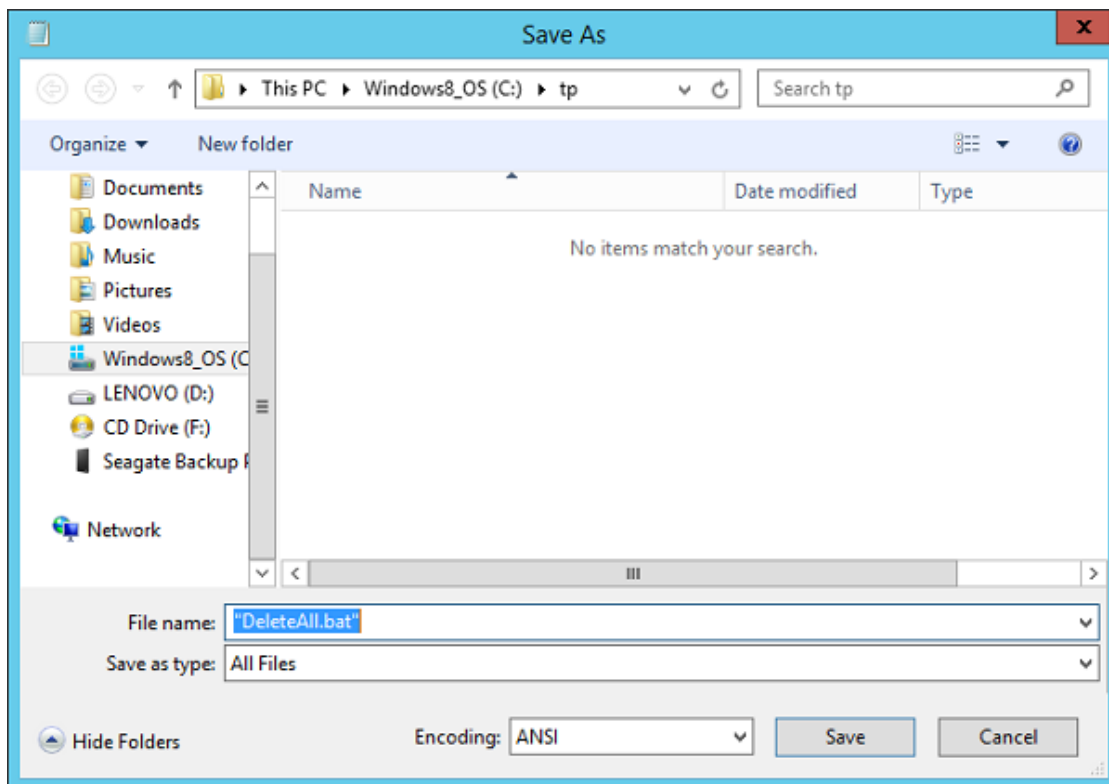 Save As
This PC Windows8_OS (C:) tp
Search tp
Organize
New folder
Name
Date modified
Type
Documents
Downloads
Music
Pictures
Videos
Windows8_OS (C
LENOVO (D:)
CD Drive (F:)
Seagate Backup P
Network
No items match your search.
File name: "DeleteAll.bat"
Save as type: All Files
Hide Folders
Encoding: ANSI
Save
Cancel